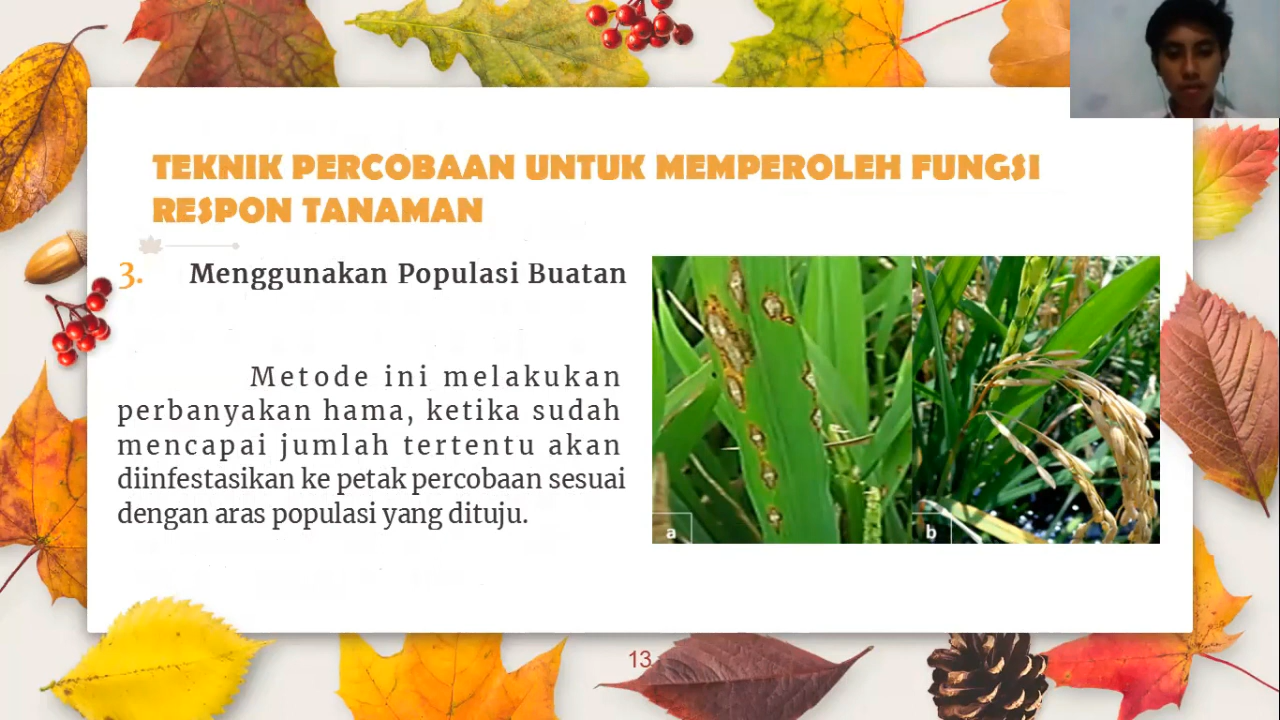 TEKNIK PERCOBAAN UNTUK MEMPEROLEH FUNGSI
RESPON TANAMAN
3. Menggunakan Populasi Buatan
Metode ini melakukan
perbanyakan hama, ketika sudah
mencapai jumlah tertentu akan
diinfestasikan ke petak percobaan sesuai
dengan aras populasi yang dituju.
a
b
13